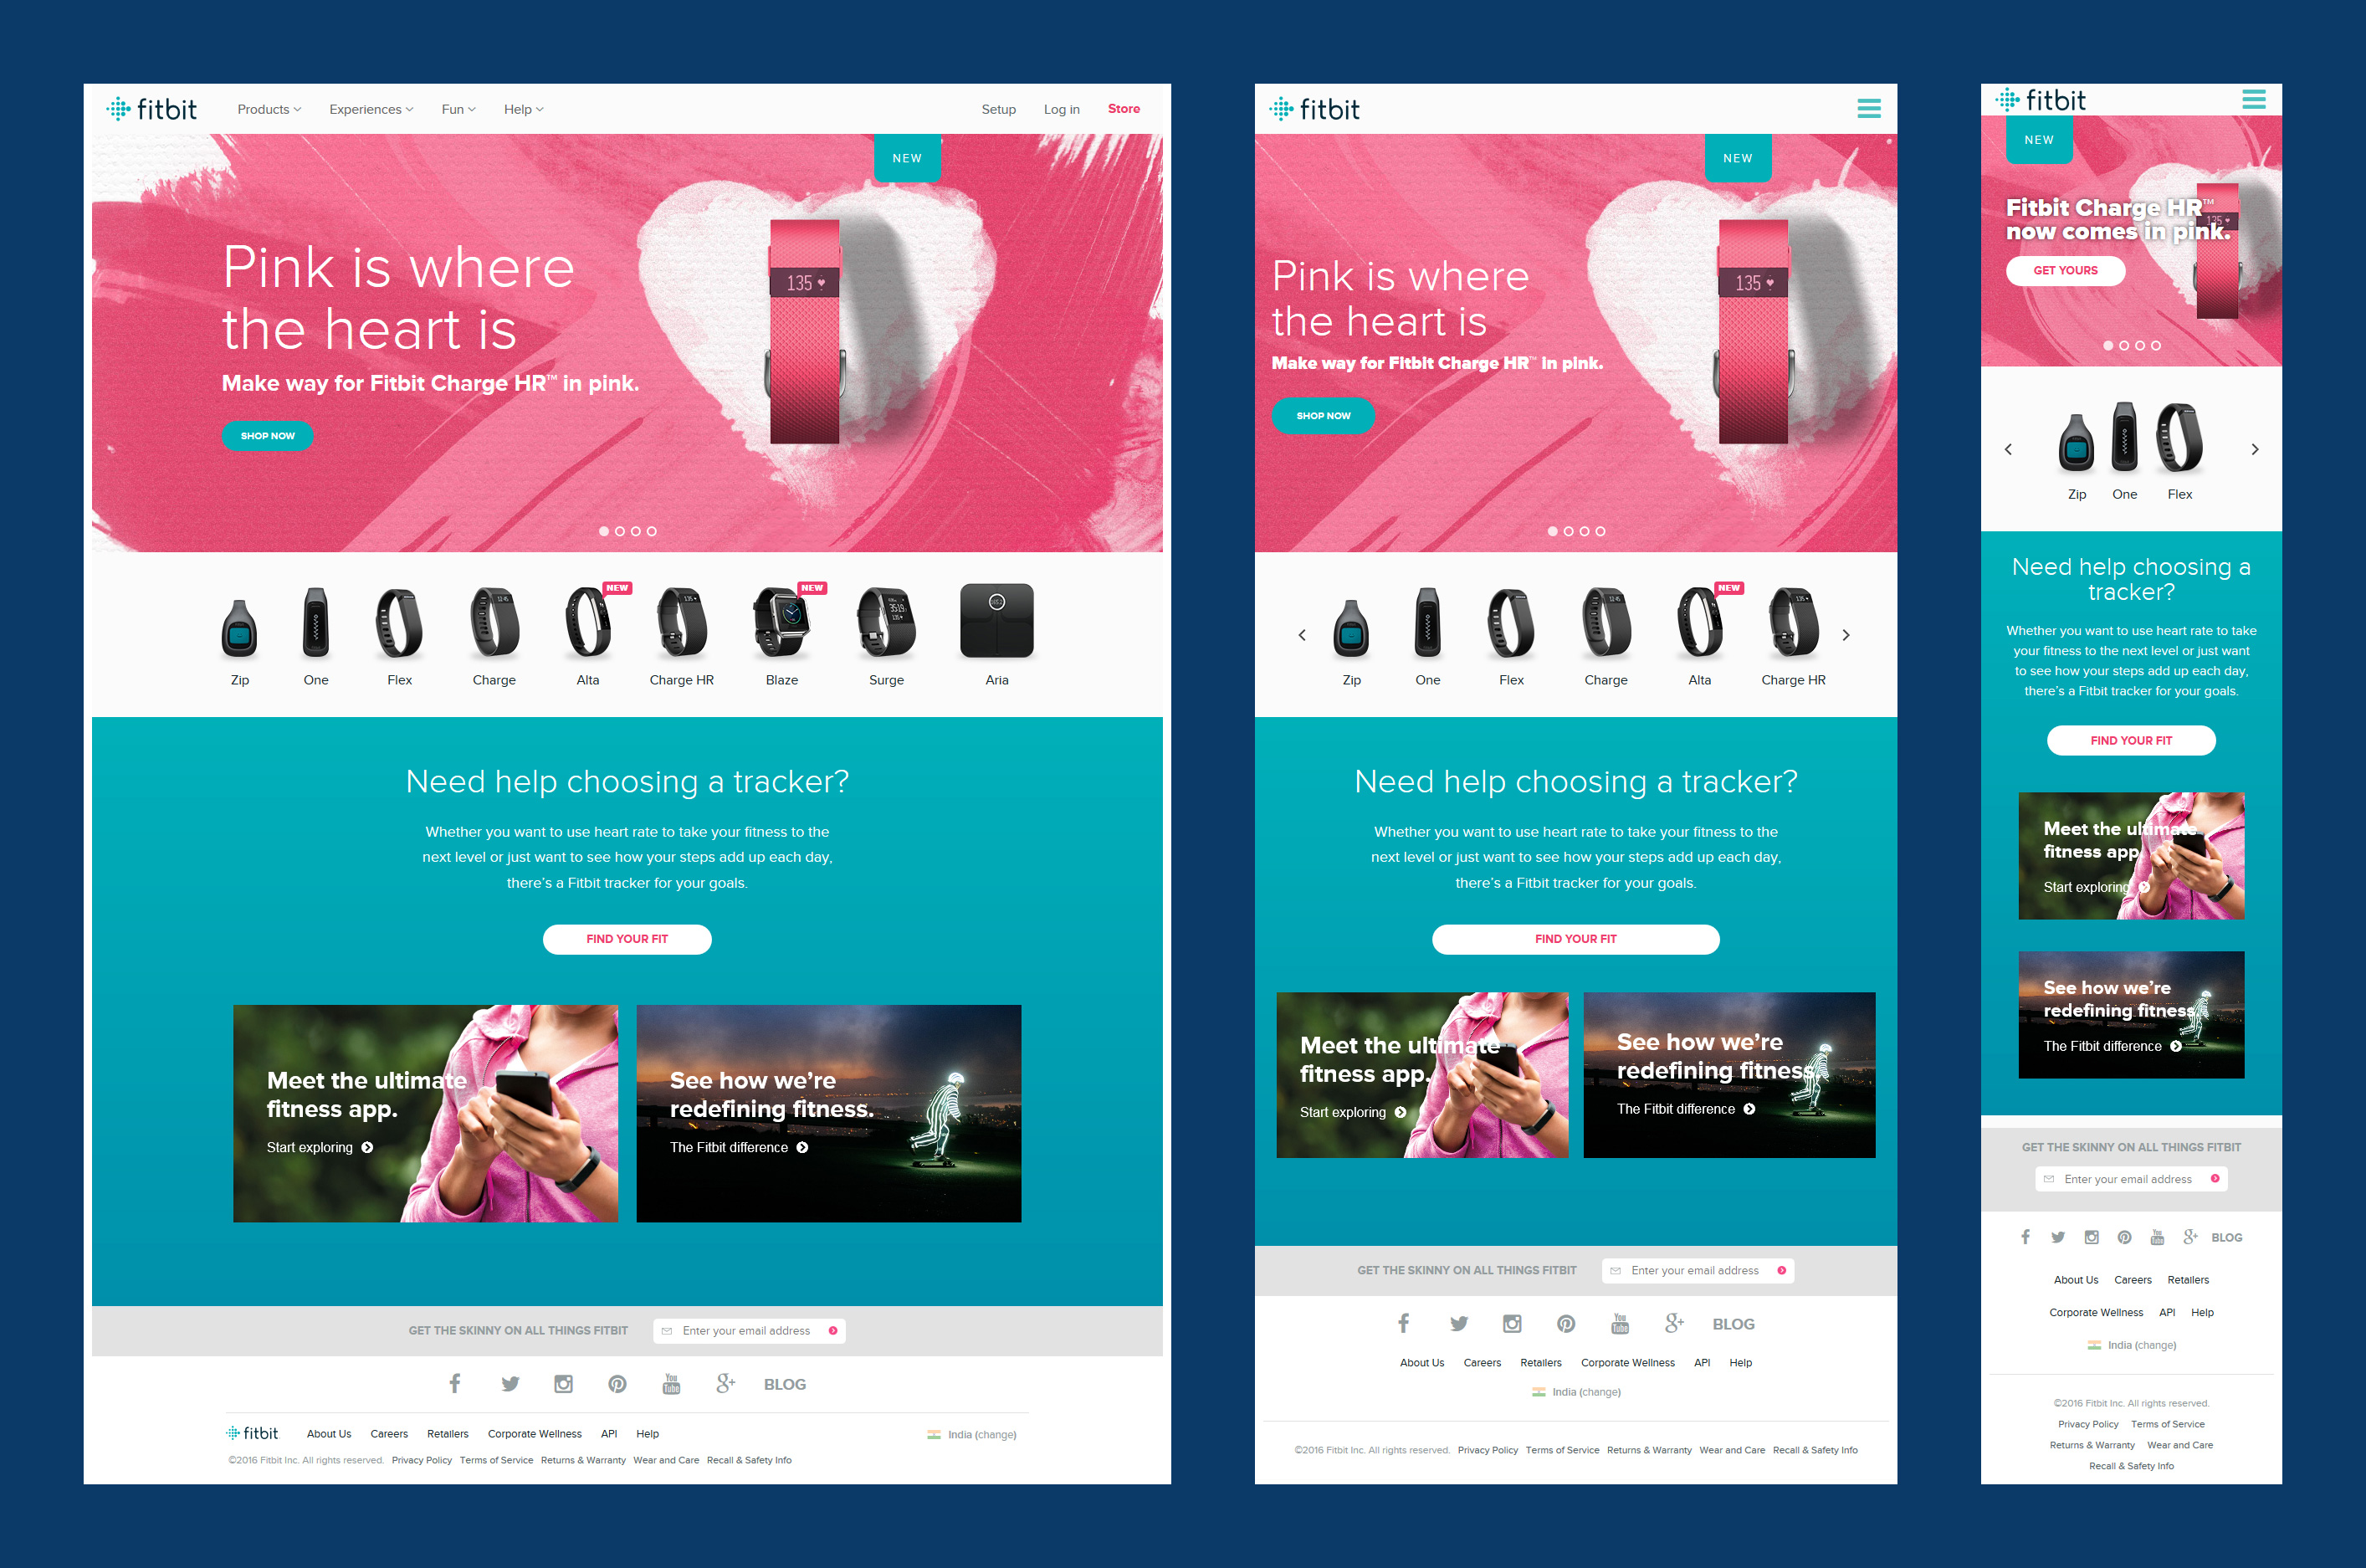 fitbit
Products Experiences Fun Help Setup Log in Store
NEW
Pink is where
the heart is
Make way for Fitbit Charge HR™ in pink.
SHOP NOW
135
NEW NEW
Zip One Flex Charge Alta Charge HR Blaze Surge Aria
Need help choosing a tracker?
Whether you want to use heart rate to take your fitness to the
next level or just want to see how your steps add up each day,
there's a Fitbit tracker for your goals.
FIND YOUR FIT
Meet the ultimate
fitness app.
Start exploring
See how we're
redefining fitness.
The Fitbit difference
GET THE SKINNY ON ALL THINGS FITBIT Enter your email address
You Tube g+ BLOG
fitbit About Us Careers Retailers Corporate Wellness API Help India (change)
©2016 Fitbit Inc. All rights reserved. Privacy Policy Terms of Service Returns & Warranty Wear and Care Recall & Safety Info
fitbit
NEW
Pink is where
the heart is
Make way for Fitbit Charge HR™ in pink.
SHOP NOW
135
NEW
Zip One Flex Charge Alta Charge HR
Need help choosing a tracker?
Whether you want to use heart rate to take your fitness to the
next level or just want to see how your steps add up each day,
there's a Fitbit tracker for your goals.
FIND YOUR FIT
Meet the ultimate
fitness app.
Start exploring
See how we're
redefining fitness.
The Fitbit difference
GET THE SKINNY ON ALL THINGS FITBIT Enter your email address
You Tube g+ BLOG
About Us Careers Retailers Corporate Wellness API Help
India (change)
©2016 Fitbit Inc. All rights reserved. Privacy Policy Terms of Service Returns & Warranty Wear and Care Recall & Safety Info
fitbit
NEW
Fitbit Charge HR™
now comes in pink.
135
GET YOURS
Zip One Flex
Need help choosing a
tracker?
Whether you want to use heart rate to take
your fitness to the next level or just want
to see how your steps add up each day,
there's a Fitbit tracker for your goals.
FIND YOUR FIT
Meet the ultimate
fitness app.
Start exploring
See how we're
redefining fitness.
The Fitbit difference
GET THE SKINNY ON ALL THINGS FITBIT
Enter your email address
You Tube g+ BLOG
About Us Careers Retailers
Corporate Wellness API Help
India (change)
©2016 Fitbit Inc. All rights reserved.
Privacy Policy Terms of Service
Returns & Warranty Wear and Care
Recall & Safety Info